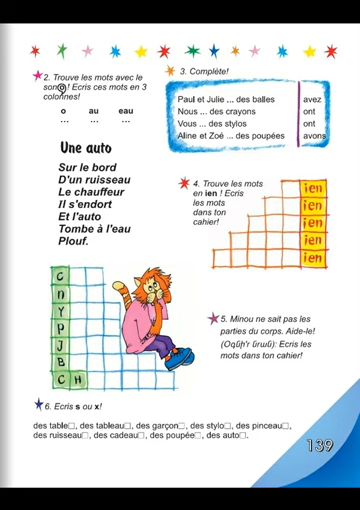 2. Trouve les mots avec le
son o ! Ecris ces mots en 3
colonnes!
o au eau
... ... ...
Une auto
Sur le bord
D'un ruisseau
Le chauffeur
Il s'endort
Et l'auto
Tombe à l'eau
Plouf.
3. Complète!
Paul et Julie ... des balles avez
Nous ... des crayons ont
Vous ... des stylos ont
Aline et Zoé ... des poupées avons
4. Trouve les mots
en ien ! Ecris
les mots
dans ton
cahier!
ien
ien
ien
ien
ien
C
n
Y
P
J
B
C H
5. Minou ne sait pas les
parties du corps. Aide-le!
(Օգնի՛ր նրան) Ecris les
mots dans ton cahier!
6. Ecris s ou x!
des table□, des tableau□, des garçon□, des stylo□, des pinceau□,
des ruisseau□, des cadeau□, des poupée□, des auto□.
139